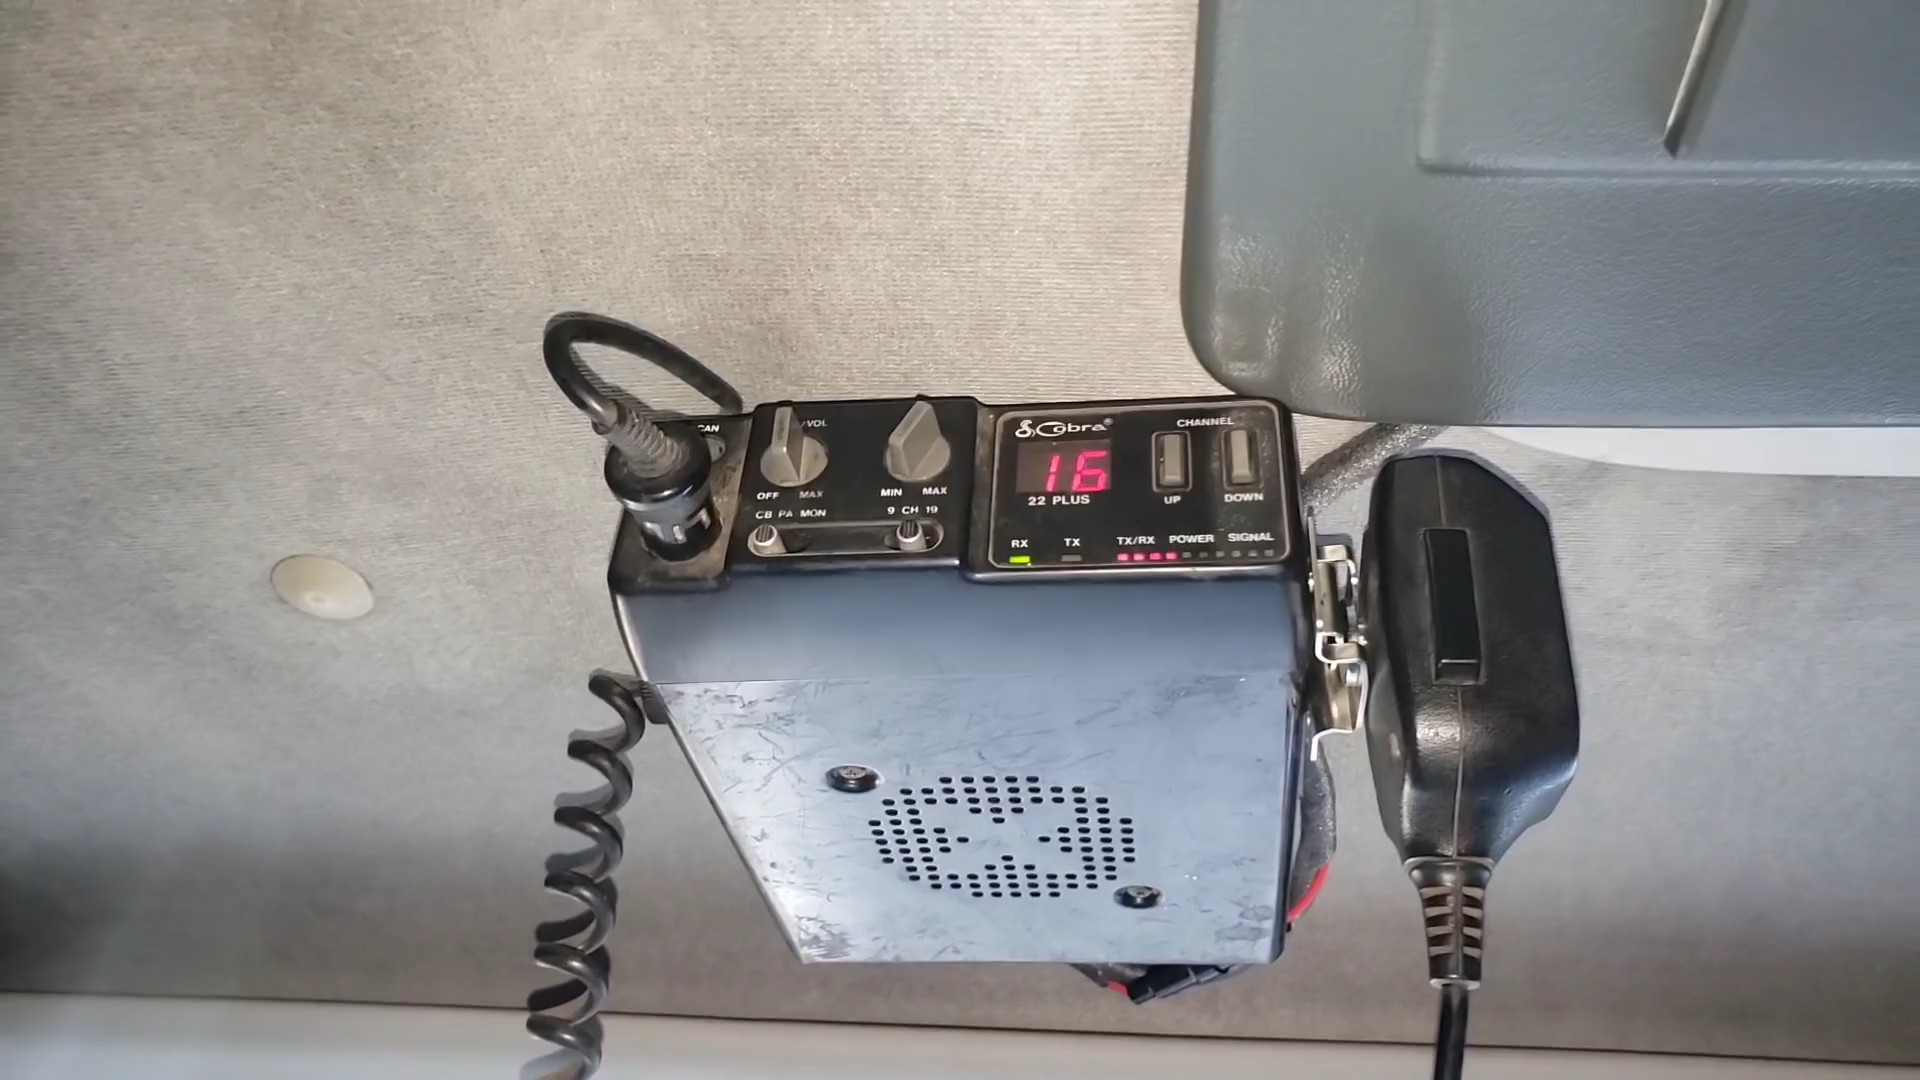 CAN
/VOL
OFF MAX
MIN MAX
CB PA MON
9 CH 19
Cobra®
16
22 PLUS
CHANNEL
UP
DOWN
RX TX TX/RX POWER SIGNAL